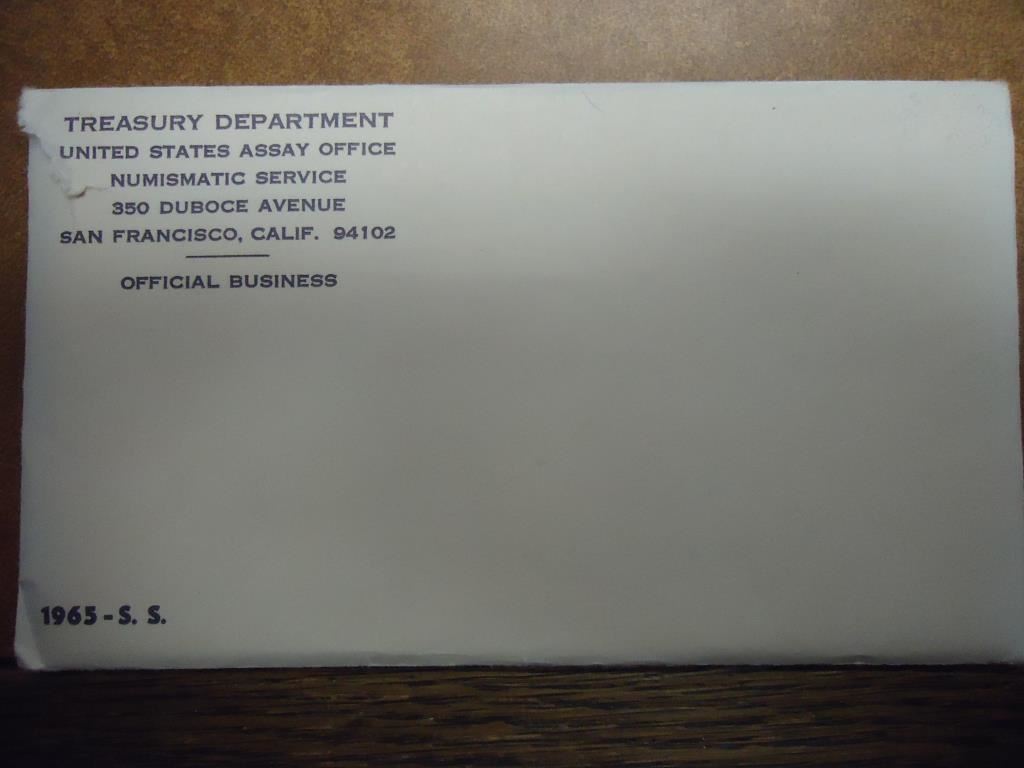 TREASURY DEPARTMENT
UNITED STATES ASSAY OFFICE
NUMISMATIC SERVICE
350 DUBOCE AVENUE
SAN FRANCISCO, CALIF. 94102
OFFICIAL BUSINESS
1965 - S. S.